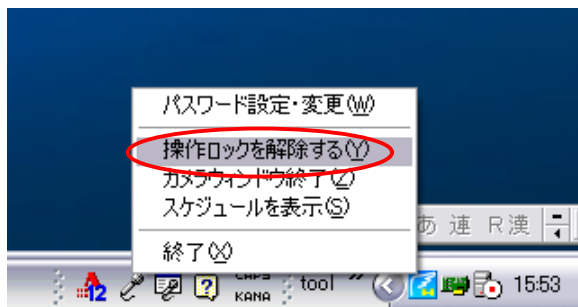 パスワード設定・変更(W)
操作ロックを解除する(Y)
カメラウィンドウ終了(Z)
スケジュールを表示(S)
終了(X)
あ 連 R漢
12
?
CAPS
KANA
tool
15:53